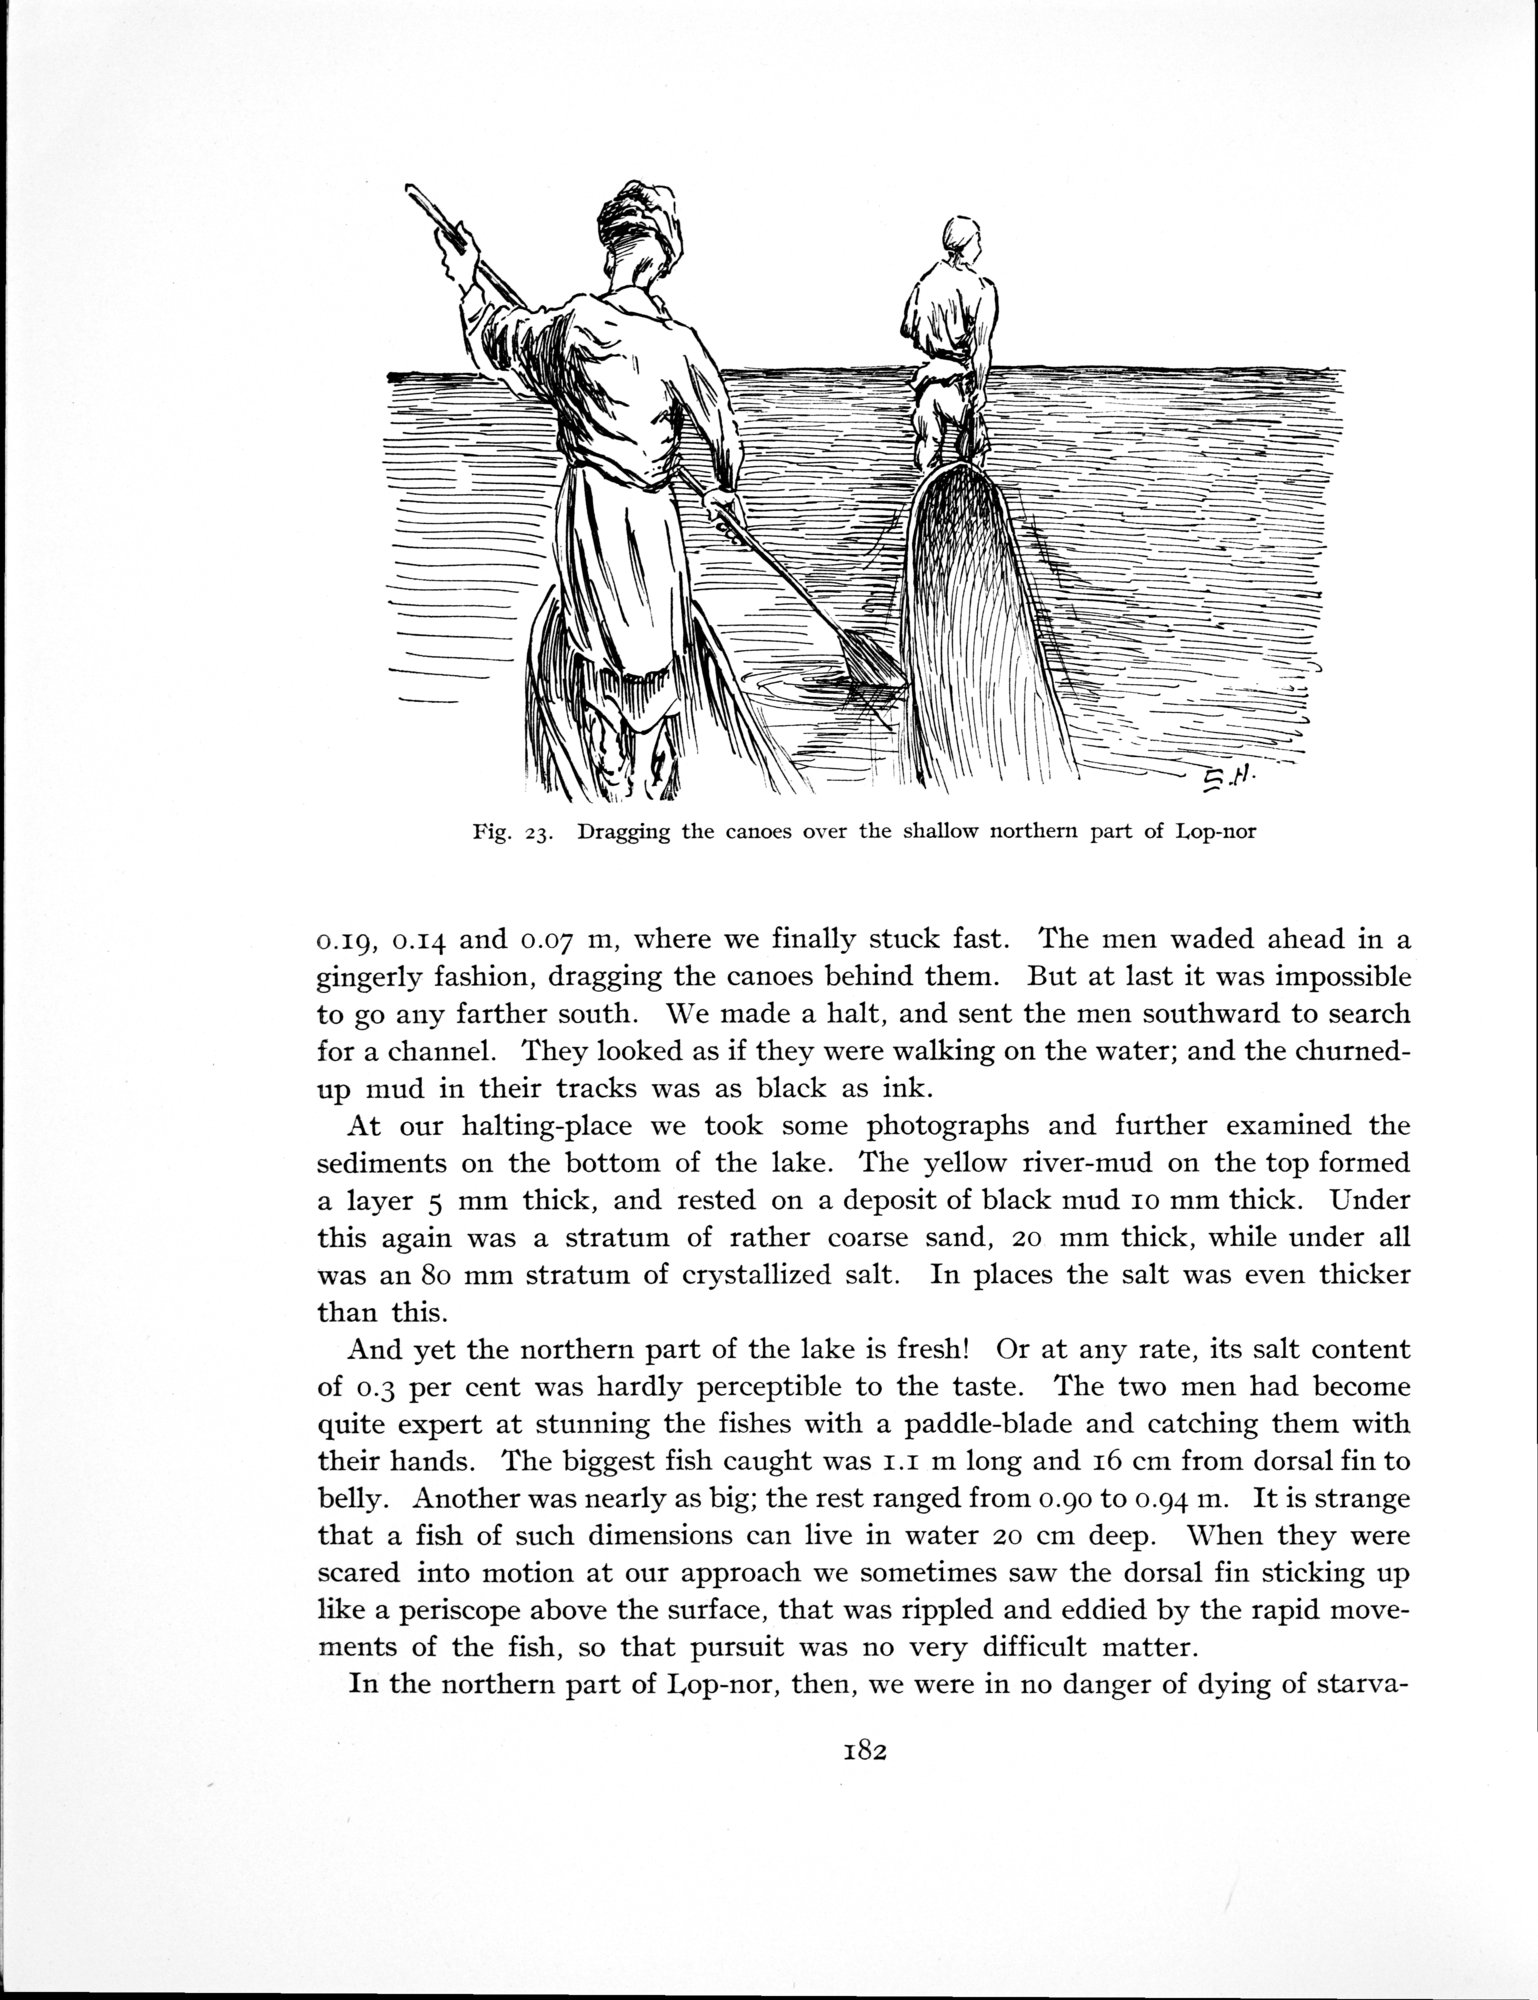 S.H.
Fig. 23. Dragging the canoes over the shallow northern part of Lop-nor
0.19, 0.14 and 0.07 m, where we finally stuck fast. The men waded ahead in a
gingerly fashion, dragging the canoes behind them. But at last it was impossible
to go any farther south. We made a halt, and sent the men southward to search
for a channel. They looked as if they were walking on the water; and the churned-
up mud in their tracks was as black as ink.
At our halting-place we took some photographs and further examined the
sediments on the bottom of the lake. The yellow river-mud on the top formed
a layer 5 mm thick, and rested on a deposit of black mud 10 mm thick. Under
this again was a stratum of rather coarse sand, 20 mm thick, while under all
was an 80 mm stratum of crystallized salt. In places the salt was even thicker
than this.
And yet the northern part of the lake is fresh! Or at any rate, its salt content
of 0.3 per cent was hardly perceptible to the taste. The two men had become
quite expert at stunning the fishes with a paddle-blade and catching them with
their hands. The biggest fish caught was 1.1 m long and 16 cm from dorsal fin to
belly. Another was nearly as big; the rest ranged from 0.90 to 0.94 m. It is strange
that a fish of such dimensions can live in water 20 cm deep. When they were
scared into motion at our approach we sometimes saw the dorsal fin sticking up
like a periscope above the surface, that was rippled and eddied by the rapid move-
ments of the fish, so that pursuit was no very difficult matter.
In the northern part of Lop-nor, then, we were in no danger of dying of starva-
182